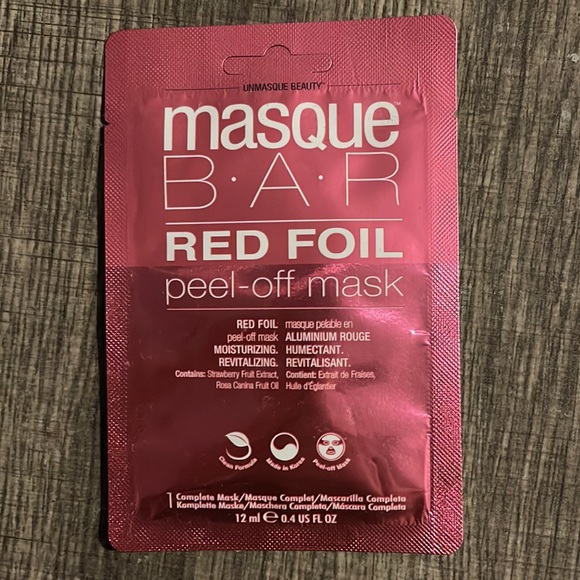 UNMASQUE BEAUTY™
masque™
B·A·R
RED FOIL
peel-off mask
RED FOIL
peel-off mask
MOISTURIZING.
REVITALIZING.
Contains: Strawberry Fruit Extract,
Rosa Canina Fruit Oil
masque pelable en
ALUMINIUM ROUGE
HUMECTANT.
REVITALISANT.
Contient: Extrait de Fraises,
Huile d'Églantier
Clean Formula
Made in Korea
Peel-off Mask
1 Complete Mask/Masque Complet/Mascarilla Completa
Komplette Maske/Maschera Completa/Máscara Completa
12 ml ℮ 0.4 US FL OZ